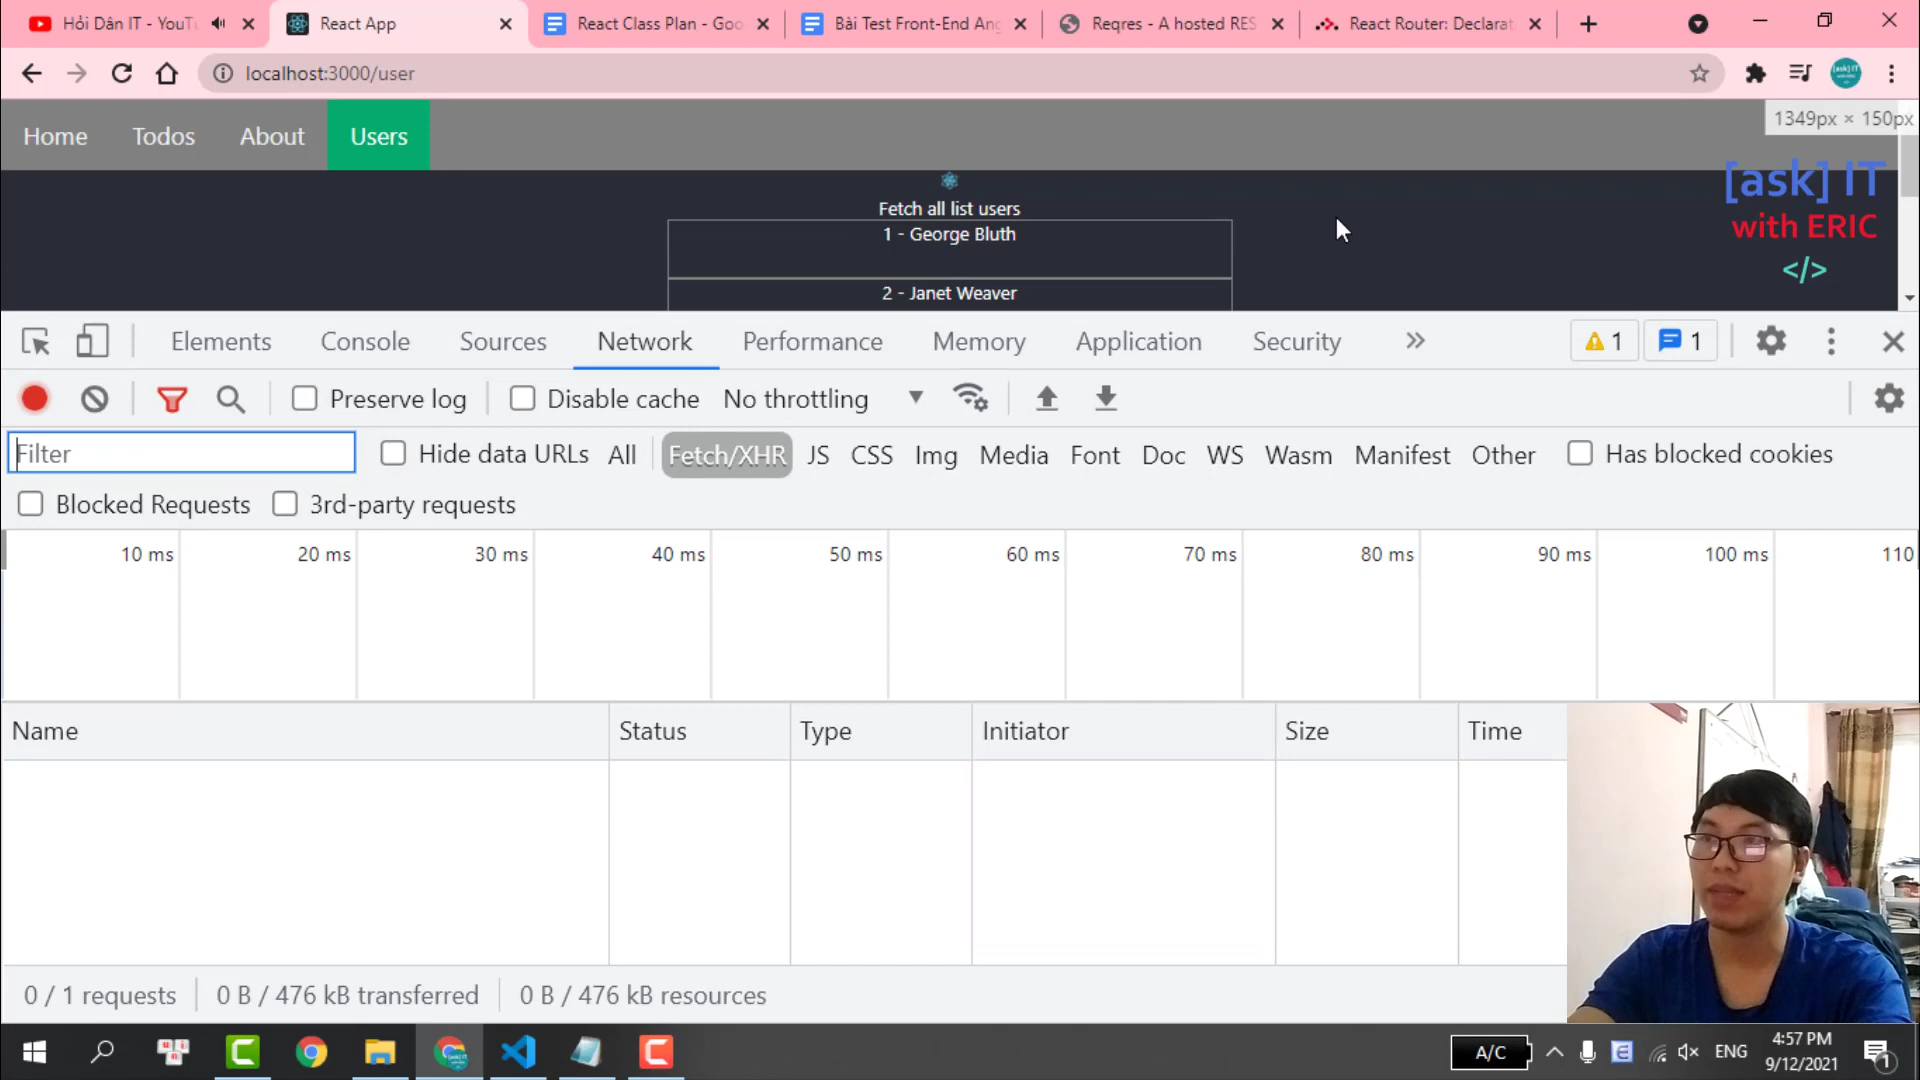 Hỏi Dân IT - YouTu
React App
React Class Plan - Goo
Bài Test Front-End Ang
Reqres - A hosted RES
React Router: Declarat
localhost:3000/user
Home Todos About Users
1349px × 150px
[ask] IT
with ERIC
</>
Fetch all list users
1 - George Bluth
2 - Janet Weaver
Elements Console Sources Network Performance Memory Application Security » 1 1
Preserve log Disable cache No throttling
Filter Hide data URLs All Fetch/XHR JS CSS Img Media Font Doc WS Wasm Manifest Other Has blocked cookies
Blocked Requests 3rd-party requests
10 ms 20 ms 30 ms 40 ms 50 ms 60 ms 70 ms 80 ms 90 ms 100 ms 110
Name Status Type Initiator Size Time
0 / 1 requests 0 B / 476 kB transferred 0 B / 476 kB resources
A/C ENG 4:57 PM
9/12/2021 1